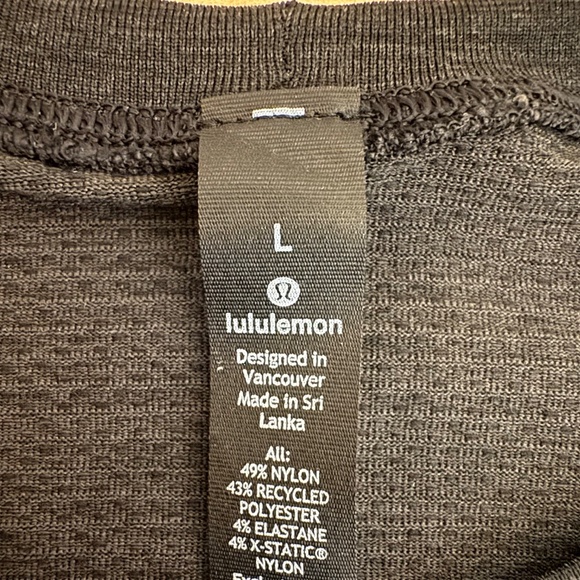 L
lululemon
Designed in
Vancouver
Made in Sri
Lanka
All:
49% NYLON
43% RECYCLED
POLYESTER
4% ELASTANE
4% X-STATIC®
NYLON